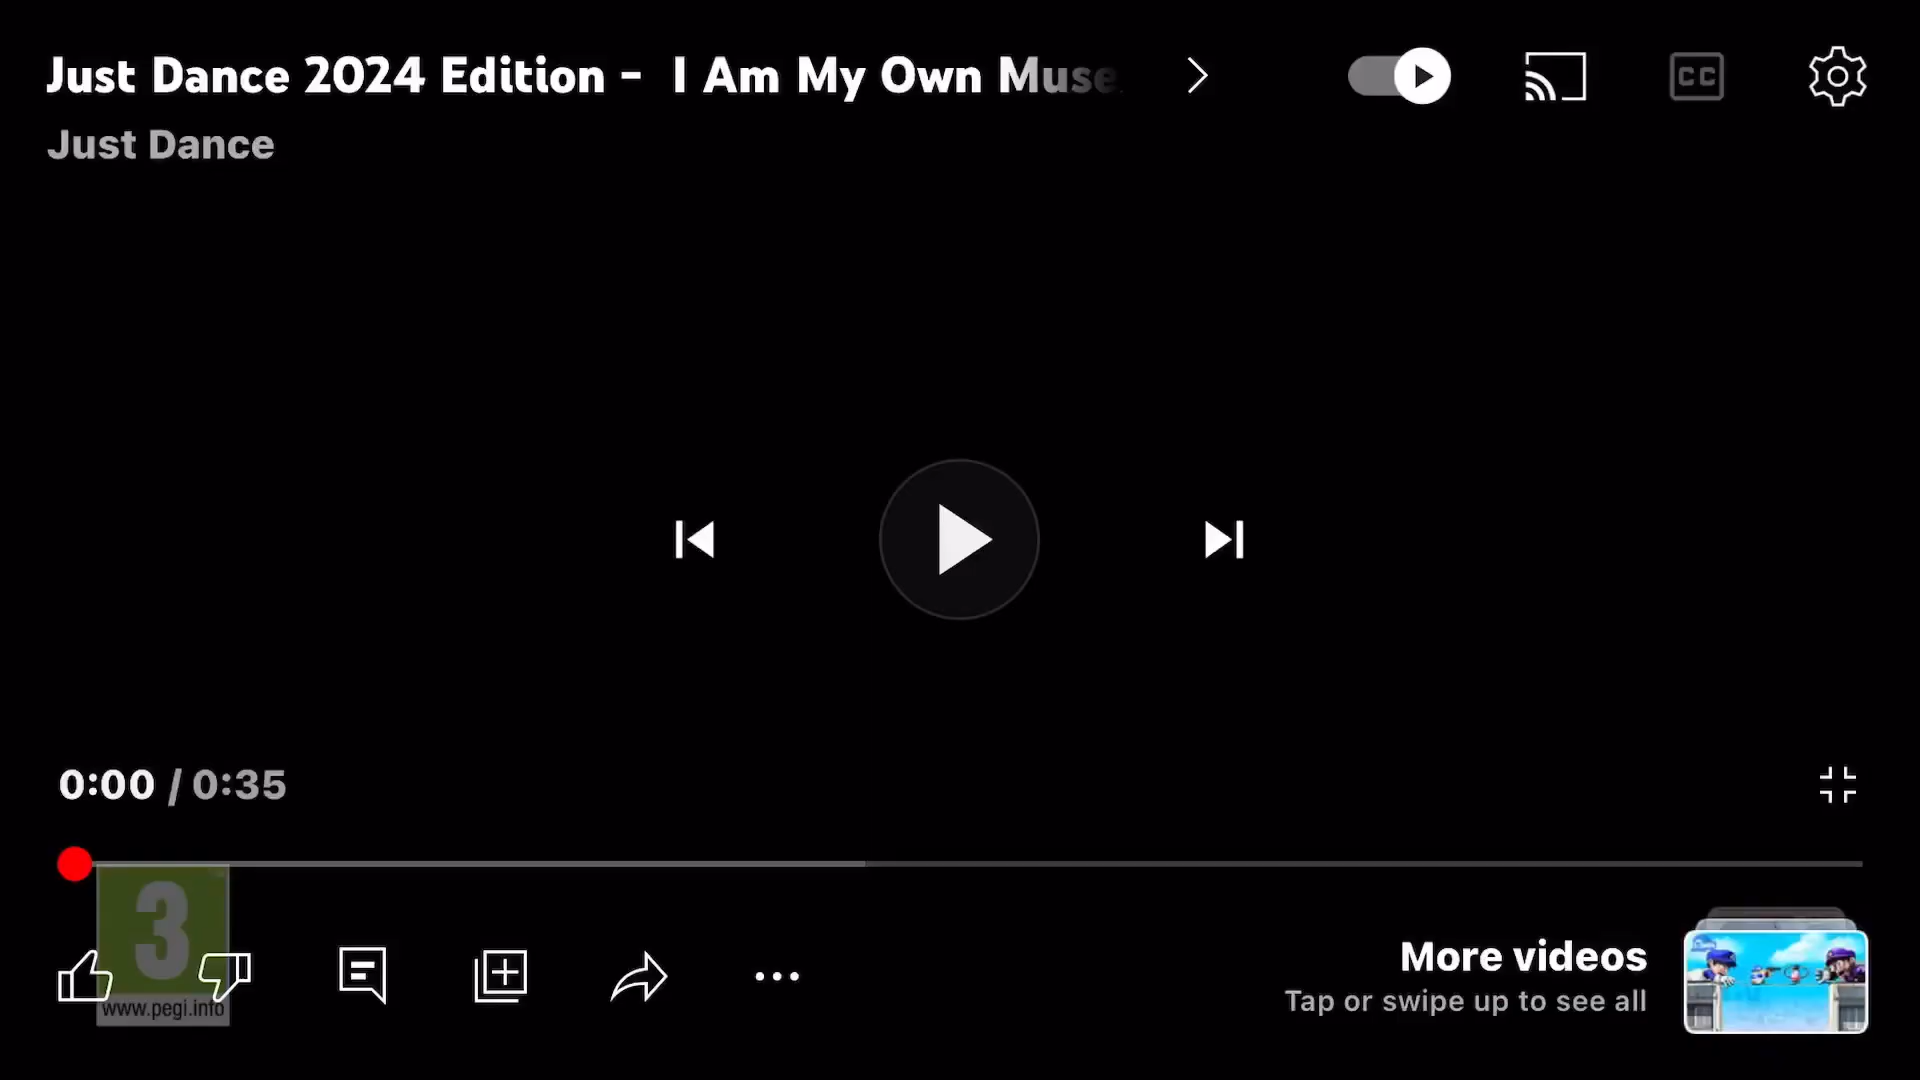 Just Dance 2024 Edition - I Am My Own Muse
Just Dance
CC
0:00 / 0:35
3
www.pegi.info
More videos
Tap or swipe up to see all